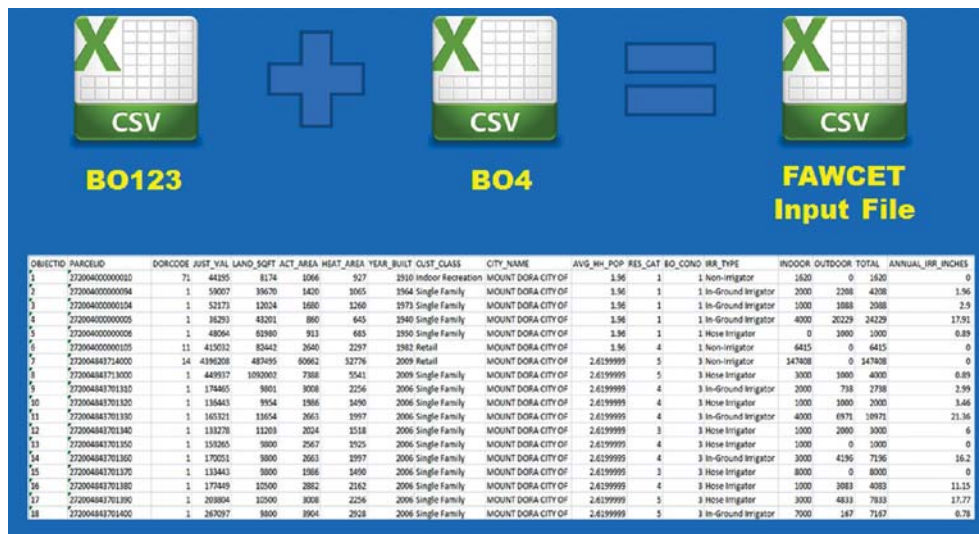 X X X
CSV CSV CSV
BO123 BO4 FAWCET
Input File
OBJECTID PARCELID DORCODE JUST_VAL LAND_SQFT ACT_AREA HEAT_AREA YEAR_BUILT CUST_CLASS CITY_NAME AVG_HH_POP RES_CAT BO_COND IRR_TYPE INDOOR OUTDOOR TOTAL ANNUAL_IRR_INCHES
1 272004000000010 71 44195 8174 1066 927 1910 Indoor Recreation MOUNT DORA CITY OF 1.96 1 1 Non-Irrigator 1620 0 1620 0
2 272004000000094 1 59007 39670 1420 1065 1964 Single Family MOUNT DORA CITY OF 1.96 1 1 In-Ground Irrigator 2000 2208 4208 1.96
3 272004000000104 1 52173 12024 1680 1260 1973 Single Family MOUNT DORA CITY OF 1.96 1 1 In-Ground Irrigator 1000 1088 2088 2.9
4 272004000000005 1 36293 43201 860 645 1940 Single Family MOUNT DORA CITY OF 1.96 1 1 In-Ground Irrigator 4000 20229 24229 17.91
5 272004000000006 1 48064 61980 913 685 1950 Single Family MOUNT DORA CITY OF 1.96 1 1 Hose Irrigator 0 1000 1000 0.89
6 272004000000105 11 415032 82442 2640 2297 1982 Retail MOUNT DORA CITY OF 1.96 4 1 Non-Irrigator 6415 0 6415 0
7 272004843714000 14 4396208 487495 60662 52776 2009 Retail MOUNT DORA CITY OF 2.6199999 5 3 Non-Irrigator 147408 0 147408 0
8 272004843713000 1 449937 1092002 7388 5541 2009 Single Family MOUNT DORA CITY OF 2.6199999 5 3 Hose Irrigator 3000 1000 4000 0.89
9 272004843701310 1 174465 9801 3008 2256 2006 Single Family MOUNT DORA CITY OF 2.6199999 4 3 In-Ground Irrigator 2000 738 2738 2.99
10 272004843701320 1 136443 9954 1986 1490 2006 Single Family MOUNT DORA CITY OF 2.6199999 4 3 Hose Irrigator 1000 1000 2000 3.46
11 272004843701330 1 165321 11654 2663 1997 2006 Single Family MOUNT DORA CITY OF 2.6199999 4 3 In-Ground Irrigator 4000 6971 10971 21.36
12 272004843701340 1 133278 11203 2024 1518 2006 Single Family MOUNT DORA CITY OF 2.6199999 3 3 Hose Irrigator 1000 2000 3000 6
13 272004843701350 1 159265 9800 2567 1925 2006 Single Family MOUNT DORA CITY OF 2.6199999 4 3 Hose Irrigator 1000 0 1000 0
14 272004843701360 1 170051 9800 2663 1997 2006 Single Family MOUNT DORA CITY OF 2.6199999 4 3 In-Ground Irrigator 3000 4196 7196 16.2
15 272004843701370 1 133443 9800 1986 1490 2006 Single Family MOUNT DORA CITY OF 2.6199999 3 3 Hose Irrigator 8000 0 8000 0
16 272004843701380 1 177449 10500 2882 2162 2006 Single Family MOUNT DORA CITY OF 2.6199999 4 3 Hose Irrigator 1000 3083 4083 11.15
17 272004843701390 1 203804 10500 3008 2256 2006 Single Family MOUNT DORA CITY OF 2.6199999 5 3 Hose Irrigator 3000 4833 7833 17.77
18 272004843701400 1 267097 9800 3904 2928 2006 Single Family MOUNT DORA CITY OF 2.6199999 5 3 In-Ground Irrigator 7000 167 7167 0.78